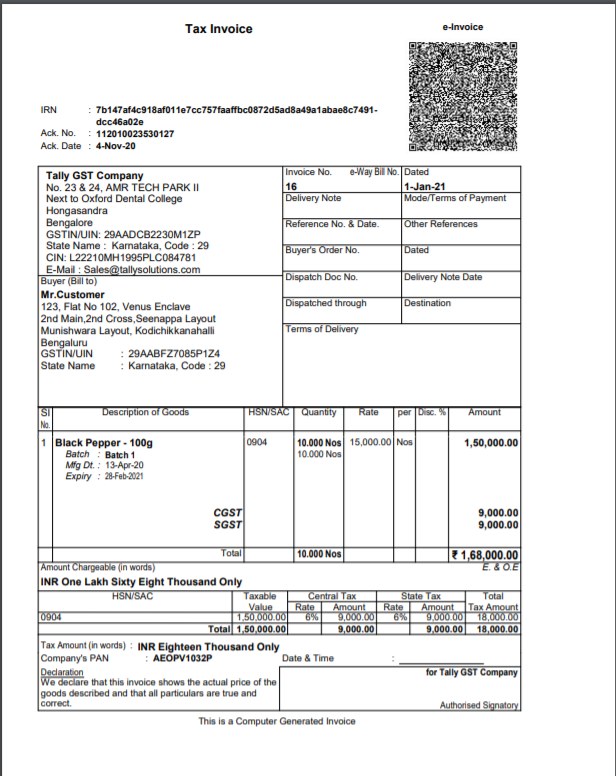 Tax Invoice
e-Invoice
IRN : 7b147af4c918af011e7cc757faaffbc0872d5ad8a49a1abae8c7491-
dcc46a02e
Ack. No. : 112010023530127
Ack. Date : 4-Nov-20
Tally GST Company
No. 23 & 24, AMR TECH PARK II
Next to Oxford Dental College
Hongasandra
Bengalore
GSTIN/UIN: 29AADCB2230M1ZP
State Name : Karnataka, Code : 29
CIN: L22210MH1995PLC084781
E-Mail : Sales@tallysolutions.com
Invoice No. e-Way Bill No. Dated
16 1-Jan-21
Delivery Note Mode/Terms of Payment
Reference No. & Date. Other References
Buyer's Order No. Dated
Dispatch Doc No. Delivery Note Date
Dispatched through Destination
Terms of Delivery
Buyer (Bill to)
Mr.Customer
123, Flat No 102, Venus Enclave
2nd Main,2nd Cross,Seenappa Layout
Munishwara Layout, Kodichikkanahalli
Bengaluru
GSTIN/UIN : 29AABFZ7085P1Z4
State Name : Karnataka, Code : 29
Sl No. Description of Goods HSN/SAC Quantity Rate per Disc. % Amount
1 Black Pepper - 100g 0904 10.000 Nos 15,000.00 Nos 1,50,000.00
Batch : Batch 1 10.000 Nos
Mfg Dt. : 13-Apr-20
Expiry : 28-Feb-2021
CGST 9,000.00
SGST 9,000.00
Total 10.000 Nos ₹ 1,68,000.00
Amount Chargeable (in words) E. & O.E
INR One Lakh Sixty Eight Thousand Only
HSN/SAC Taxable Central Tax State Tax Total
Value Rate Amount Rate Amount Tax Amount
0904 1,50,000.00 6% 9,000.00 6% 9,000.00 18,000.00
Total 1,50,000.00 9,000.00 9,000.00 18,000.00
Tax Amount (in words) : INR Eighteen Thousand Only
Company's PAN : AEOPV1032P Date & Time :
Declaration
We declare that this invoice shows the actual price of the
goods described and that all particulars are true and
correct.
for Tally GST Company
Authorised Signatory
This is a Computer Generated Invoice